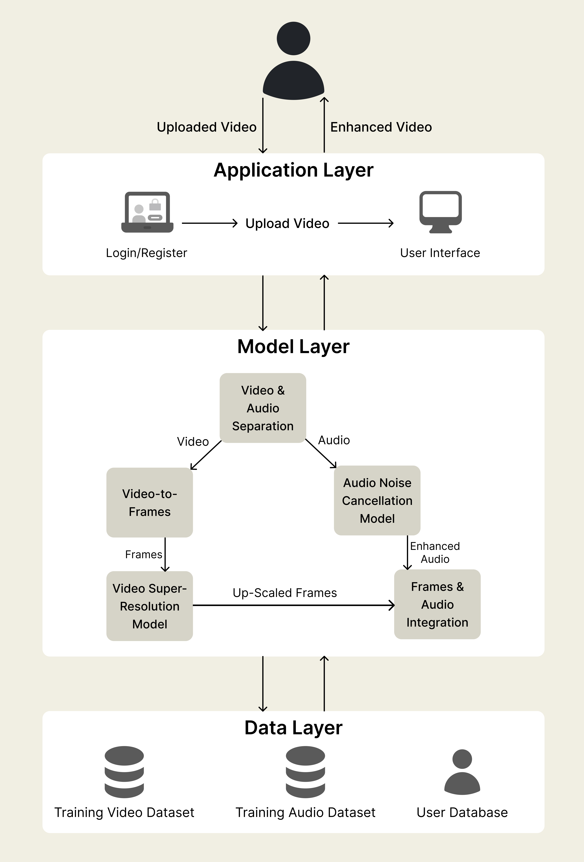 Uploaded Video
Enhanced Video
Application Layer
Upload Video
Login/Register
User Interface
Model Layer
Video &
Audio
Separation
Video
Audio
Video-to-
Frames
Audio Noise
Cancellation
Model
Frames
Enhanced
Audio
Video Super-
Resolution
Model
Up-Scaled Frames
Frames &
Audio
Integration
Data Layer
Training Video Dataset
Training Audio Dataset
User Database